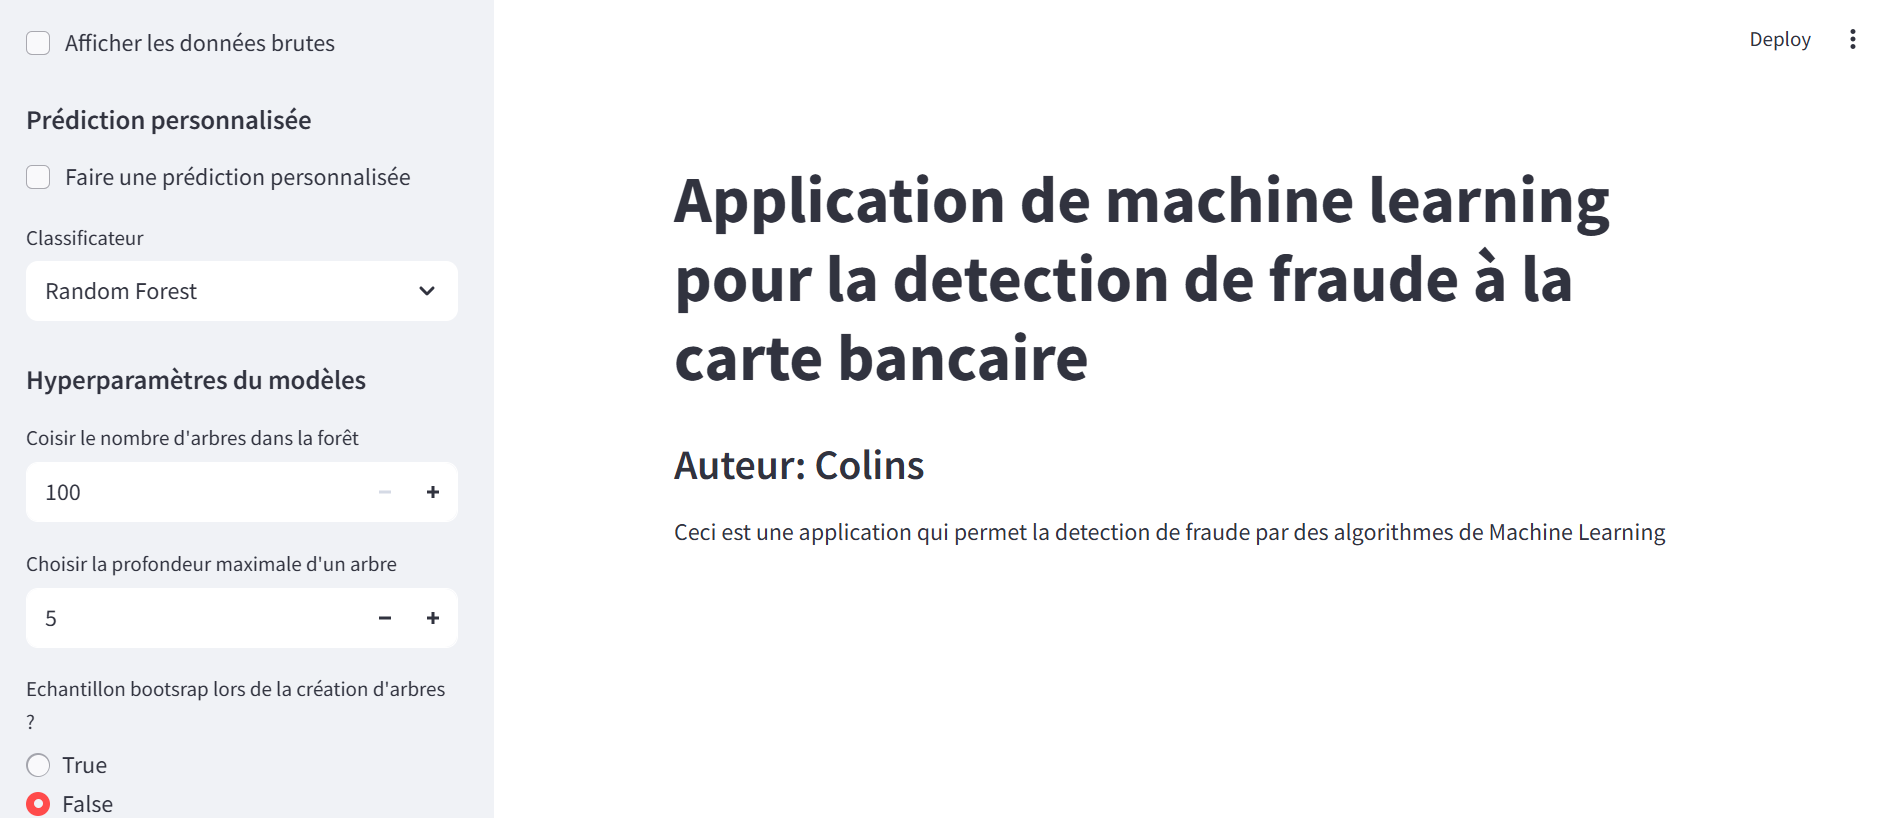 Afficher les données brutes
Prédiction personnalisée
Faire une prédiction personnalisée
Classificateur
Random Forest
Hyperparamètres du modèles
Coisir le nombre d'arbres dans la forêt
100
Choisir la profondeur maximale d'un arbre
5
Echantillon bootsrap lors de la création d'arbres
?
True
False
Deploy
Application de machine learning
pour la detection de fraude à la
carte bancaire
Auteur: Colins
Ceci est une application qui permet la detection de fraude par des algorithmes de Machine Learning